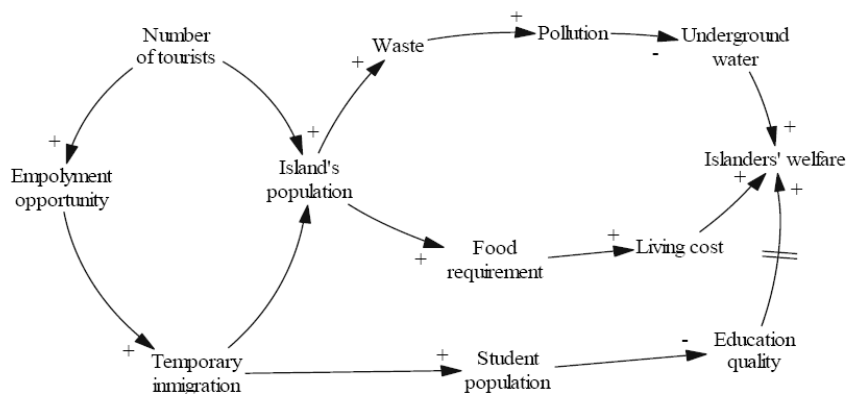 Number
of tourists
+
Waste
+
Pollution
-
Underground
water
+
+
+
Empolyment
opportunity
Island's
population
+
Islanders' welfare
+
+
+
Food
requirement
+
Living cost
+
Temporary
inmigration
+
Student
population
-
Education
quality